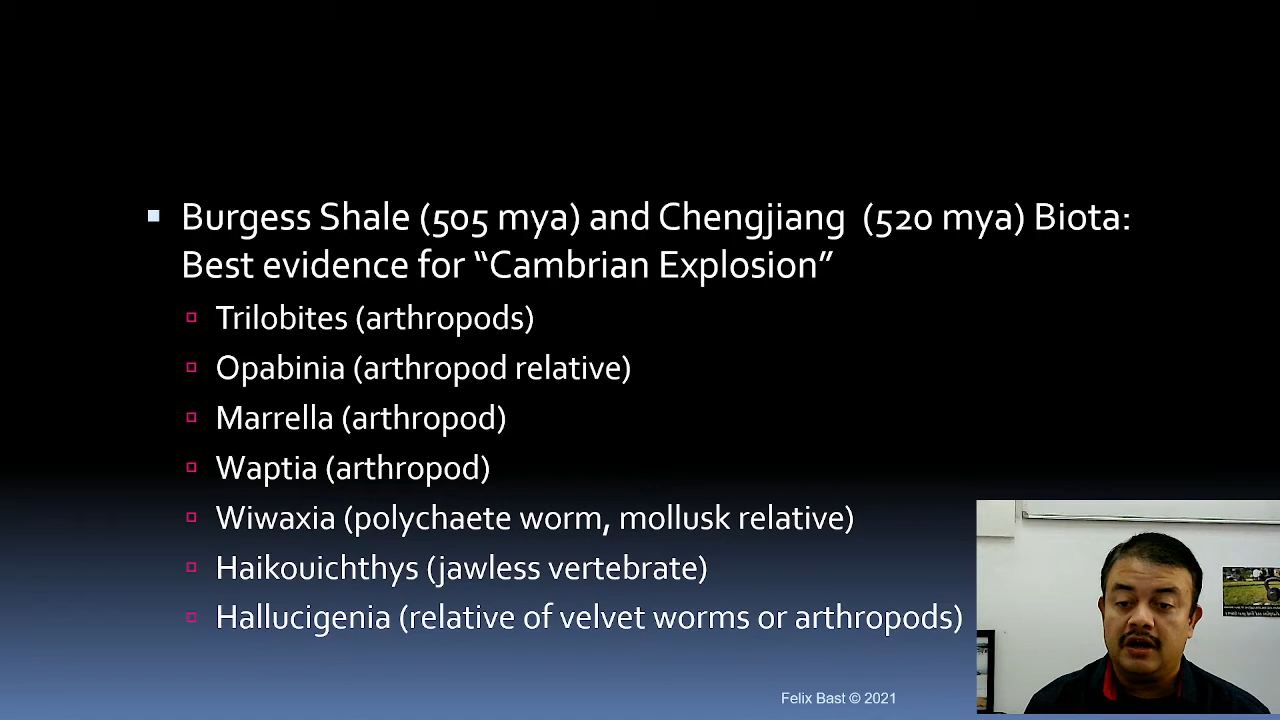 Burgess Shale (505 mya) and Chengjiang (520 mya) Biota:
Best evidence for “Cambrian Explosion”
Trilobites (arthropods)
Opabinia (arthropod relative)
Marrella (arthropod)
Waptia (arthropod)
Wiwaxia (polychaete worm, mollusk relative)
Haikouichthys (jawless vertebrate)
Hallucigenia (relative of velvet worms or arthropods)
Felix Bast © 2021